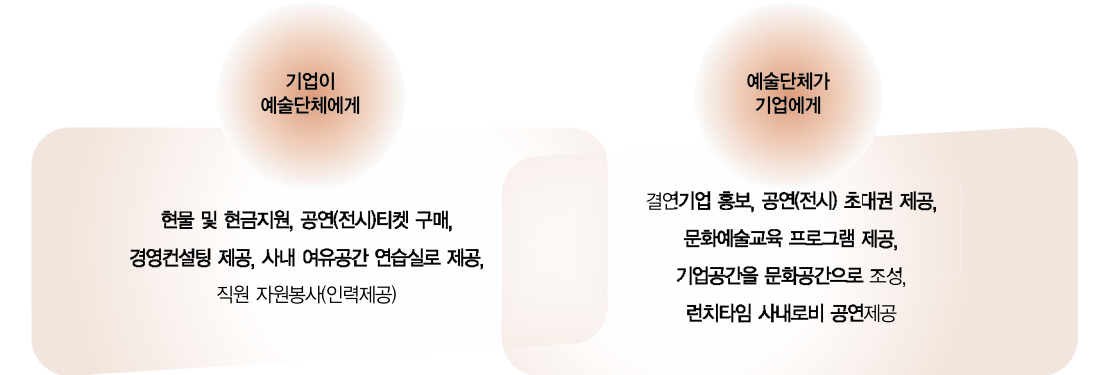 기업이
예술단체에게
현물 및 현금지원, 공연(전시)티켓 구매,
경영컨설팅 제공, 사내 여유공간 연습실로 제공,
직원 자원봉사(인력제공)
예술단체가
기업에게
결연기업 홍보, 공연(전시) 초대권 제공,
문화예술교육 프로그램 제공,
기업공간을 문화공간으로 조성,
런치타임 사내로비 공연제공